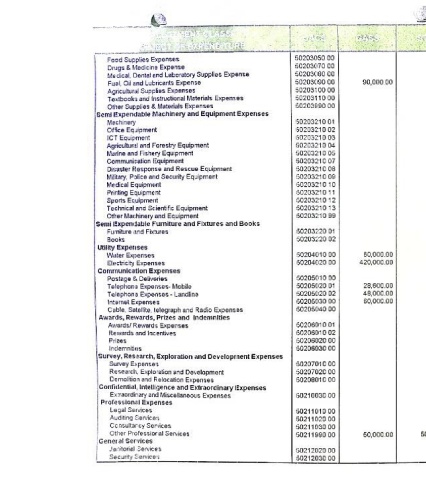 Food Supplies Expenses 50203050 00
Drugs & Medicine Expense 50203070 00
Medical, Dental and Laboratory Supplies Expense 50203080 00
Fuel, Oil and Lubricants Expense 50203090 00 90,000.00
Agricultural Supplies Expenses 50203100 00
Textbooks and Instructional Materials Expenses 50203110 00
Other Supplies & Materials Expenses 50203990 00
Semi Expendable Machinery and Equipment Expenses
Machinery 50203210 01
Office Equipment 50203210 02
ICT Equipment 50203210 03
Agricultural and Forestry Equipment 50203210 04
Marine and Fishery Equipment 50203210 05
Communication Equipment 50203210 07
Disaster Response and Rescue Equipment 50203210 08
Military, Police and Security Equipment 50203210 09
Medical Equipment 50203210 10
Printing Equipment 50203210 11
Sports Equipment 50203210 12
Technical and Scientific Equipment 50203210 13
Other Machinery and Equipment 50203210 99
Semi Expendable Furniture and Fixtures and Books
Furniture and Fixtures 50203220 01
Books 50203220 02
Utility Expenses
Water Expenses 50204010 00 50,000.00
Electricity Expenses 50204020 00 420,000.00
Communication Expenses
Postage & Deliveries 50205010 00
Telephone Expenses- Mobile 50205020 01 28,600.00
Telephone Expenses - Landline 50205020 02 48,000.00
Internet Expenses 50205030 00 60,000.00
Cable, Satellite, telegraph and Radio Expenses 50205040 00
Awards, Rewards, Prizes and Indemnities
Awards/ Rewards Expenses 50206010 01
Rewards and Incentives 50206010 02
Prizes 50206020 00
Indemnities 50206030 00
Survey, Research, Exploration and Development Expenses
Survey Expenses 50207010 00
Research, Exploration and Development 50207020 00
Demolition and Relocation Expenses 50208010 00
Confidential, Intelligence and Extraordinary Expenses
Extraordinary and Miscellaneous Expenses 50210030 00
Professional Expenses
Legal Services 50211010 00
Auditing Services 50211020 00
Consultancy Services 50211030 00
Other Professional Services 50211990 00 50,000.00
General Services
Janitorial Services 50212020 00
Security Services 50212030 00